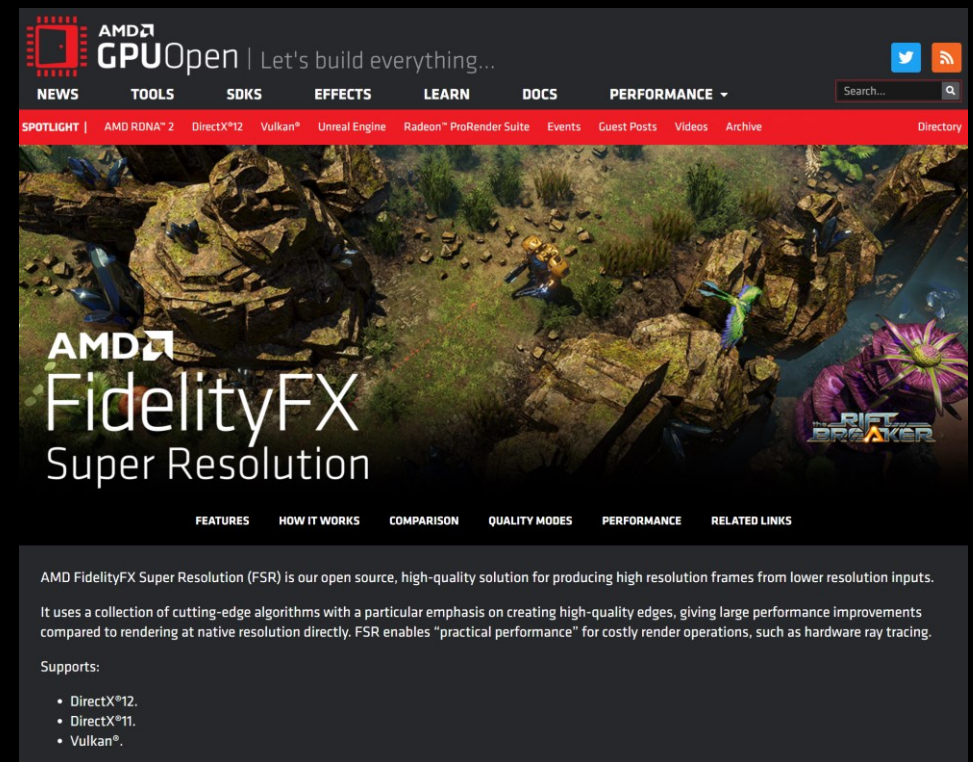 AMD
GPUOpen | Let's build everything...
NEWS TOOLS SDKS EFFECTS LEARN DOCS PERFORMANCE
Search...
SPOTLIGHT | AMD RDNA™ 2 DirectX®12 Vulkan® Unreal Engine Radeon™ ProRender Suite Events Guest Posts Videos Archive Directory
AMD
FidelityFX
Super Resolution
THE RIFT
BREAKER
FEATURES HOW IT WORKS COMPARISON QUALITY MODES PERFORMANCE RELATED LINKS
AMD FidelityFX Super Resolution (FSR) is our open source, high-quality solution for producing high resolution frames from lower resolution inputs.
It uses a collection of cutting-edge algorithms with a particular emphasis on creating high-quality edges, giving large performance improvements
compared to rendering at native resolution directly. FSR enables “practical performance” for costly render operations, such as hardware ray tracing.
Supports:
• DirectX®12.
• DirectX®11.
• Vulkan®.